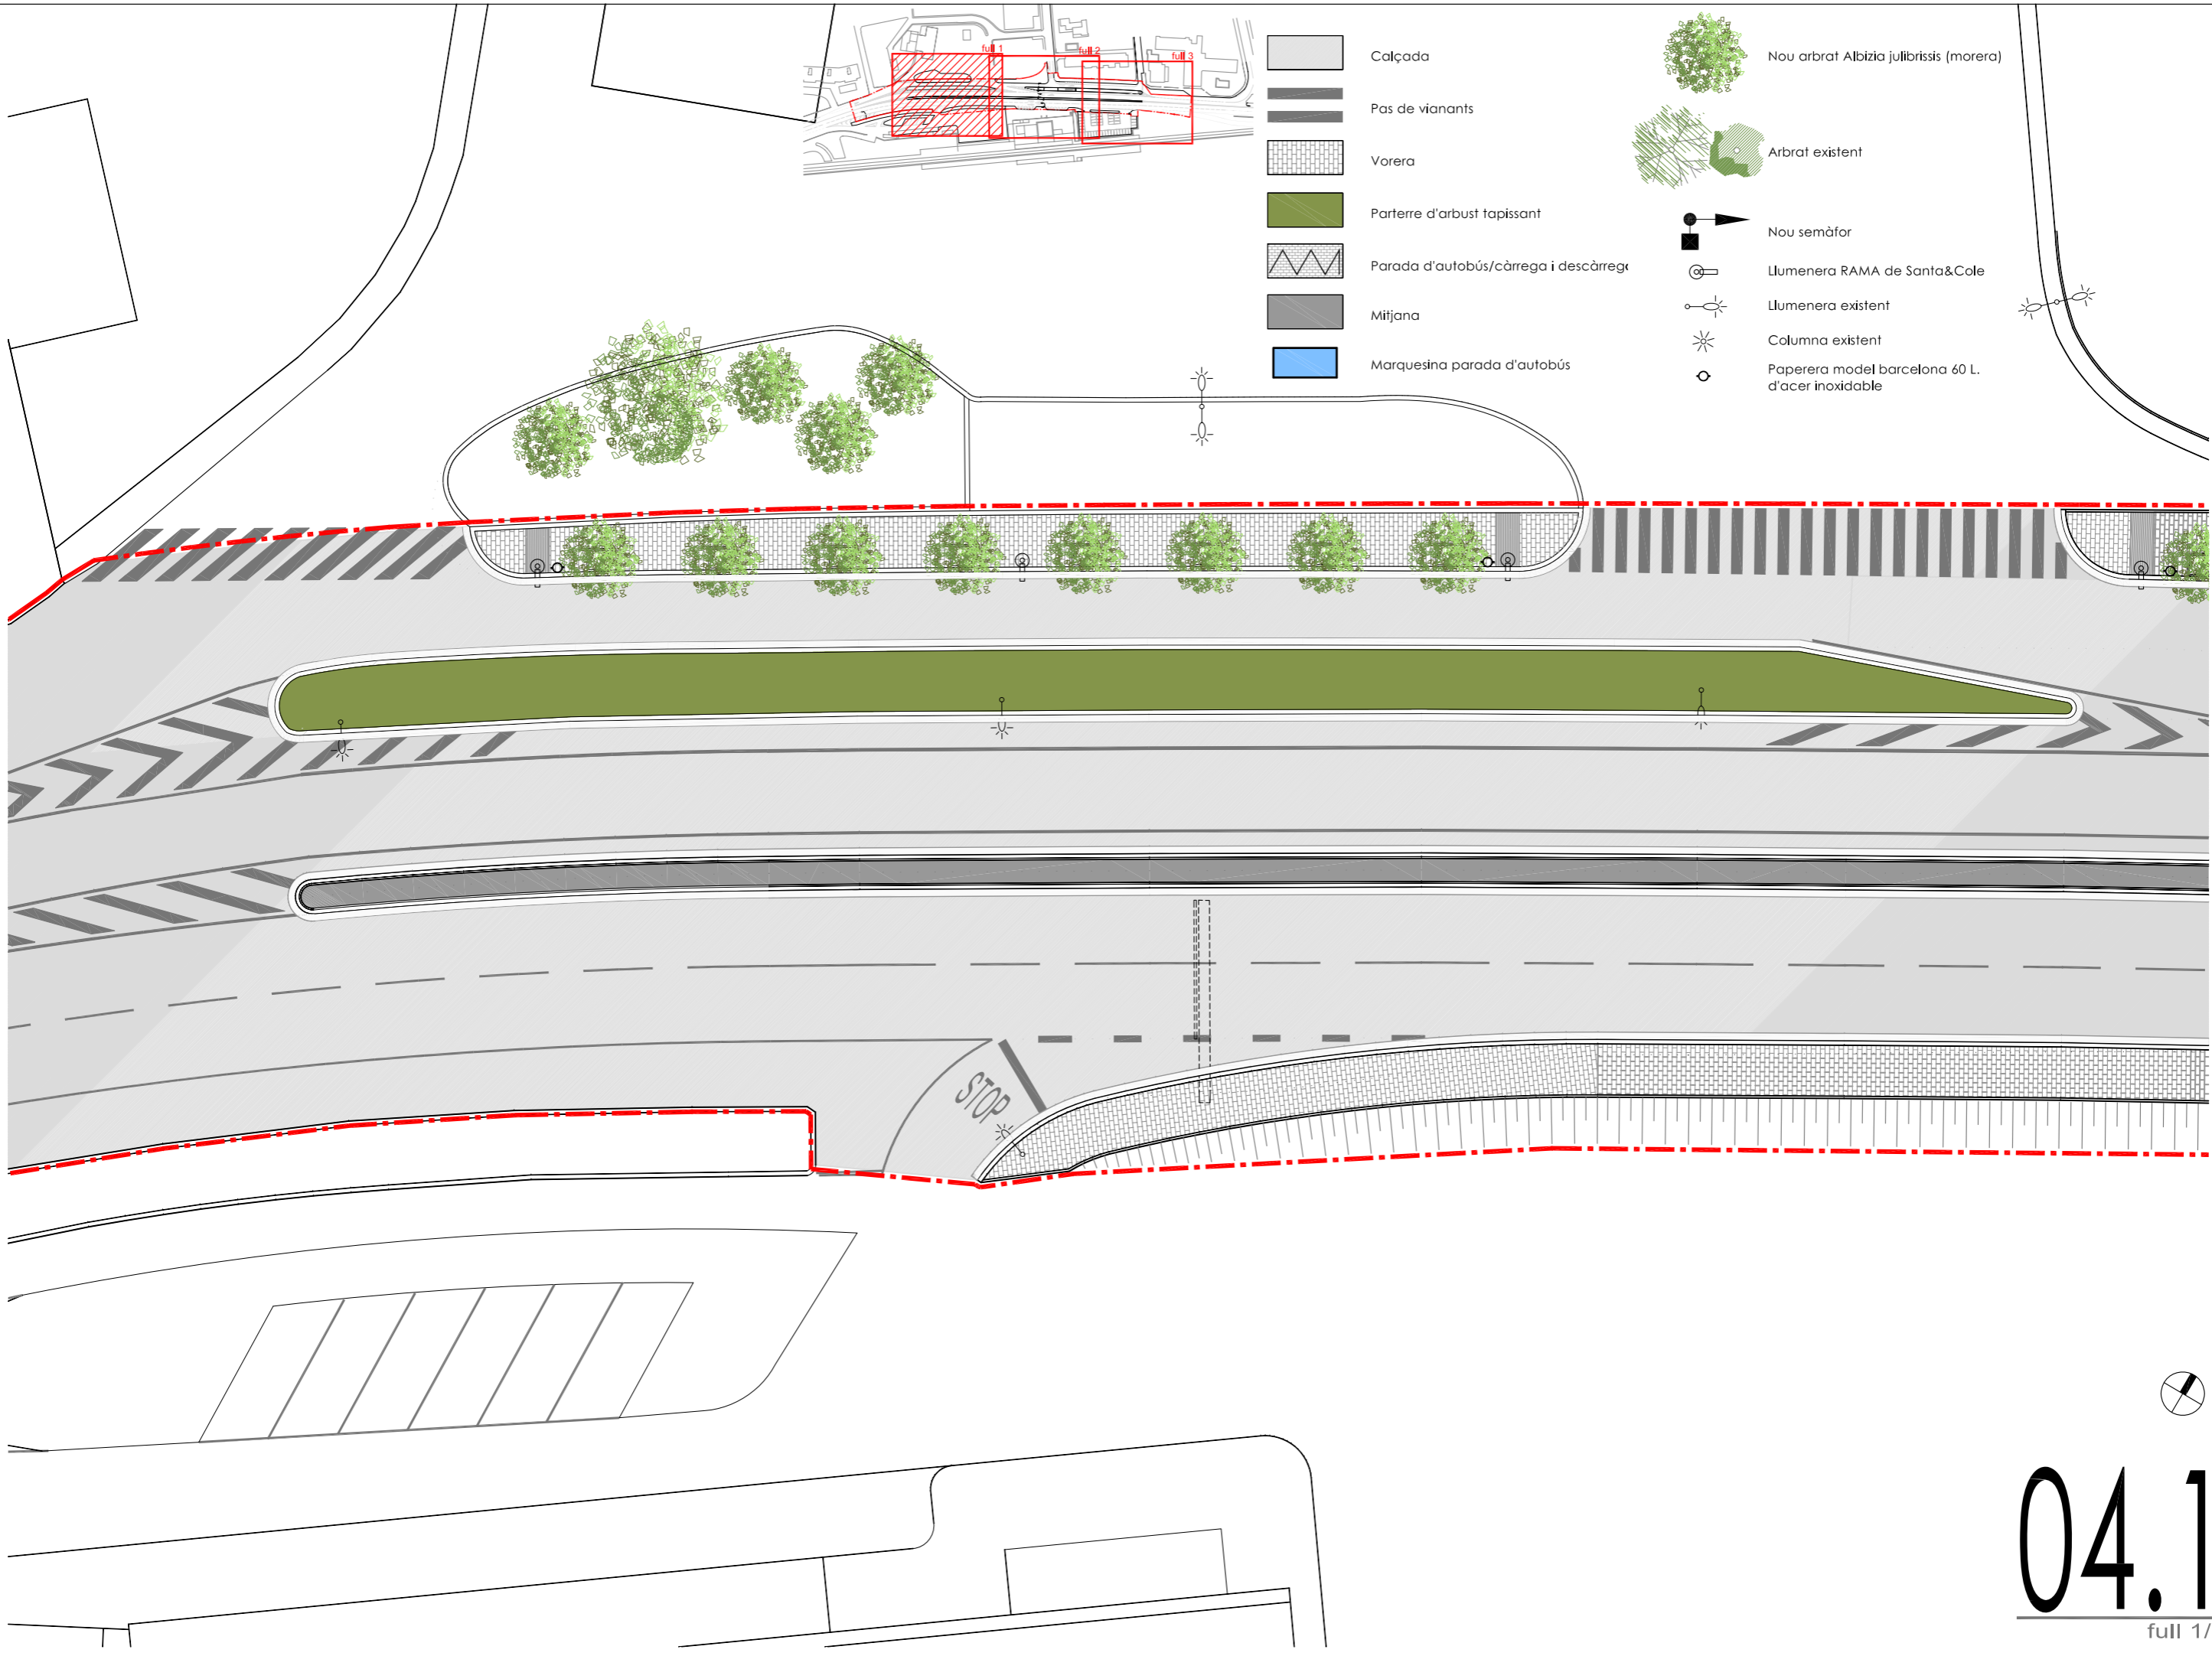 full 1
full 2
full 3
Calçada
Pas de vianants
Vorera
Parterre d'arbust tapissant
Parada d'autobús/càrrega i descàrreg
Mitjana
Marquesina parada d'autobús
Nou arbrat Albizia julibrissis (morera)
Arbrat existent
Nou semàfor
Llumenera RAMA de Santa&Cole
Llumenera existent
Columna existent
Paperera model barcelona 60 L.
d'acer inoxidable
STOP
04.1
full 1/